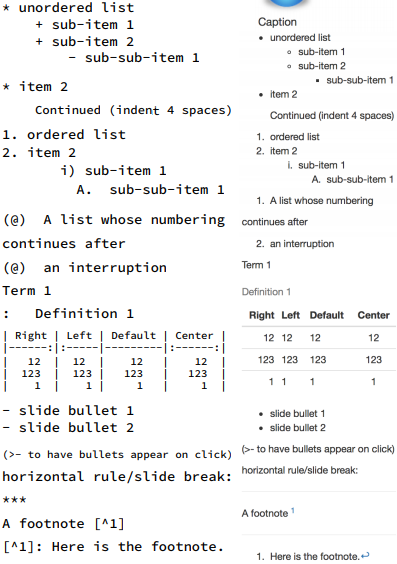 * unordered list
+ sub-item 1
+ sub-item 2
- sub-sub-item 1
* item 2
Continued (indent 4 spaces)
1. ordered list
2. item 2
i) sub-item 1
A. sub-sub-item 1
(@) A list whose numbering
continues after
(@) an interruption
Term 1
: Definition 1
| Right | Left | Default | Center |
|------:|:-----|---------|:------:|
| 12 | 12 | 12 | 12 |
| 123 | 123 | 123 | 123 |
| 1 | 1 | 1 | 1 |
- slide bullet 1
- slide bullet 2
(>- to have bullets appear on click)
horizontal rule/slide break:
***
A footnote [^1]
[^1]: Here is the footnote.
Caption
• unordered list
○ sub-item 1
○ sub-item 2
▪ sub-sub-item 1
• item 2
Continued (indent 4 spaces)
1. ordered list
2. item 2
i. sub-item 1
A. sub-sub-item 1
1. A list whose numbering
continues after
2. an interruption
Term 1
Definition 1
Right Left Default Center
12 12 12 12
123 123 123 123
1 1 1 1
• slide bullet 1
• slide bullet 2
(>- to have bullets appear on click)
horizontal rule/slide break:
A footnote 1
1. Here is the footnote.↩